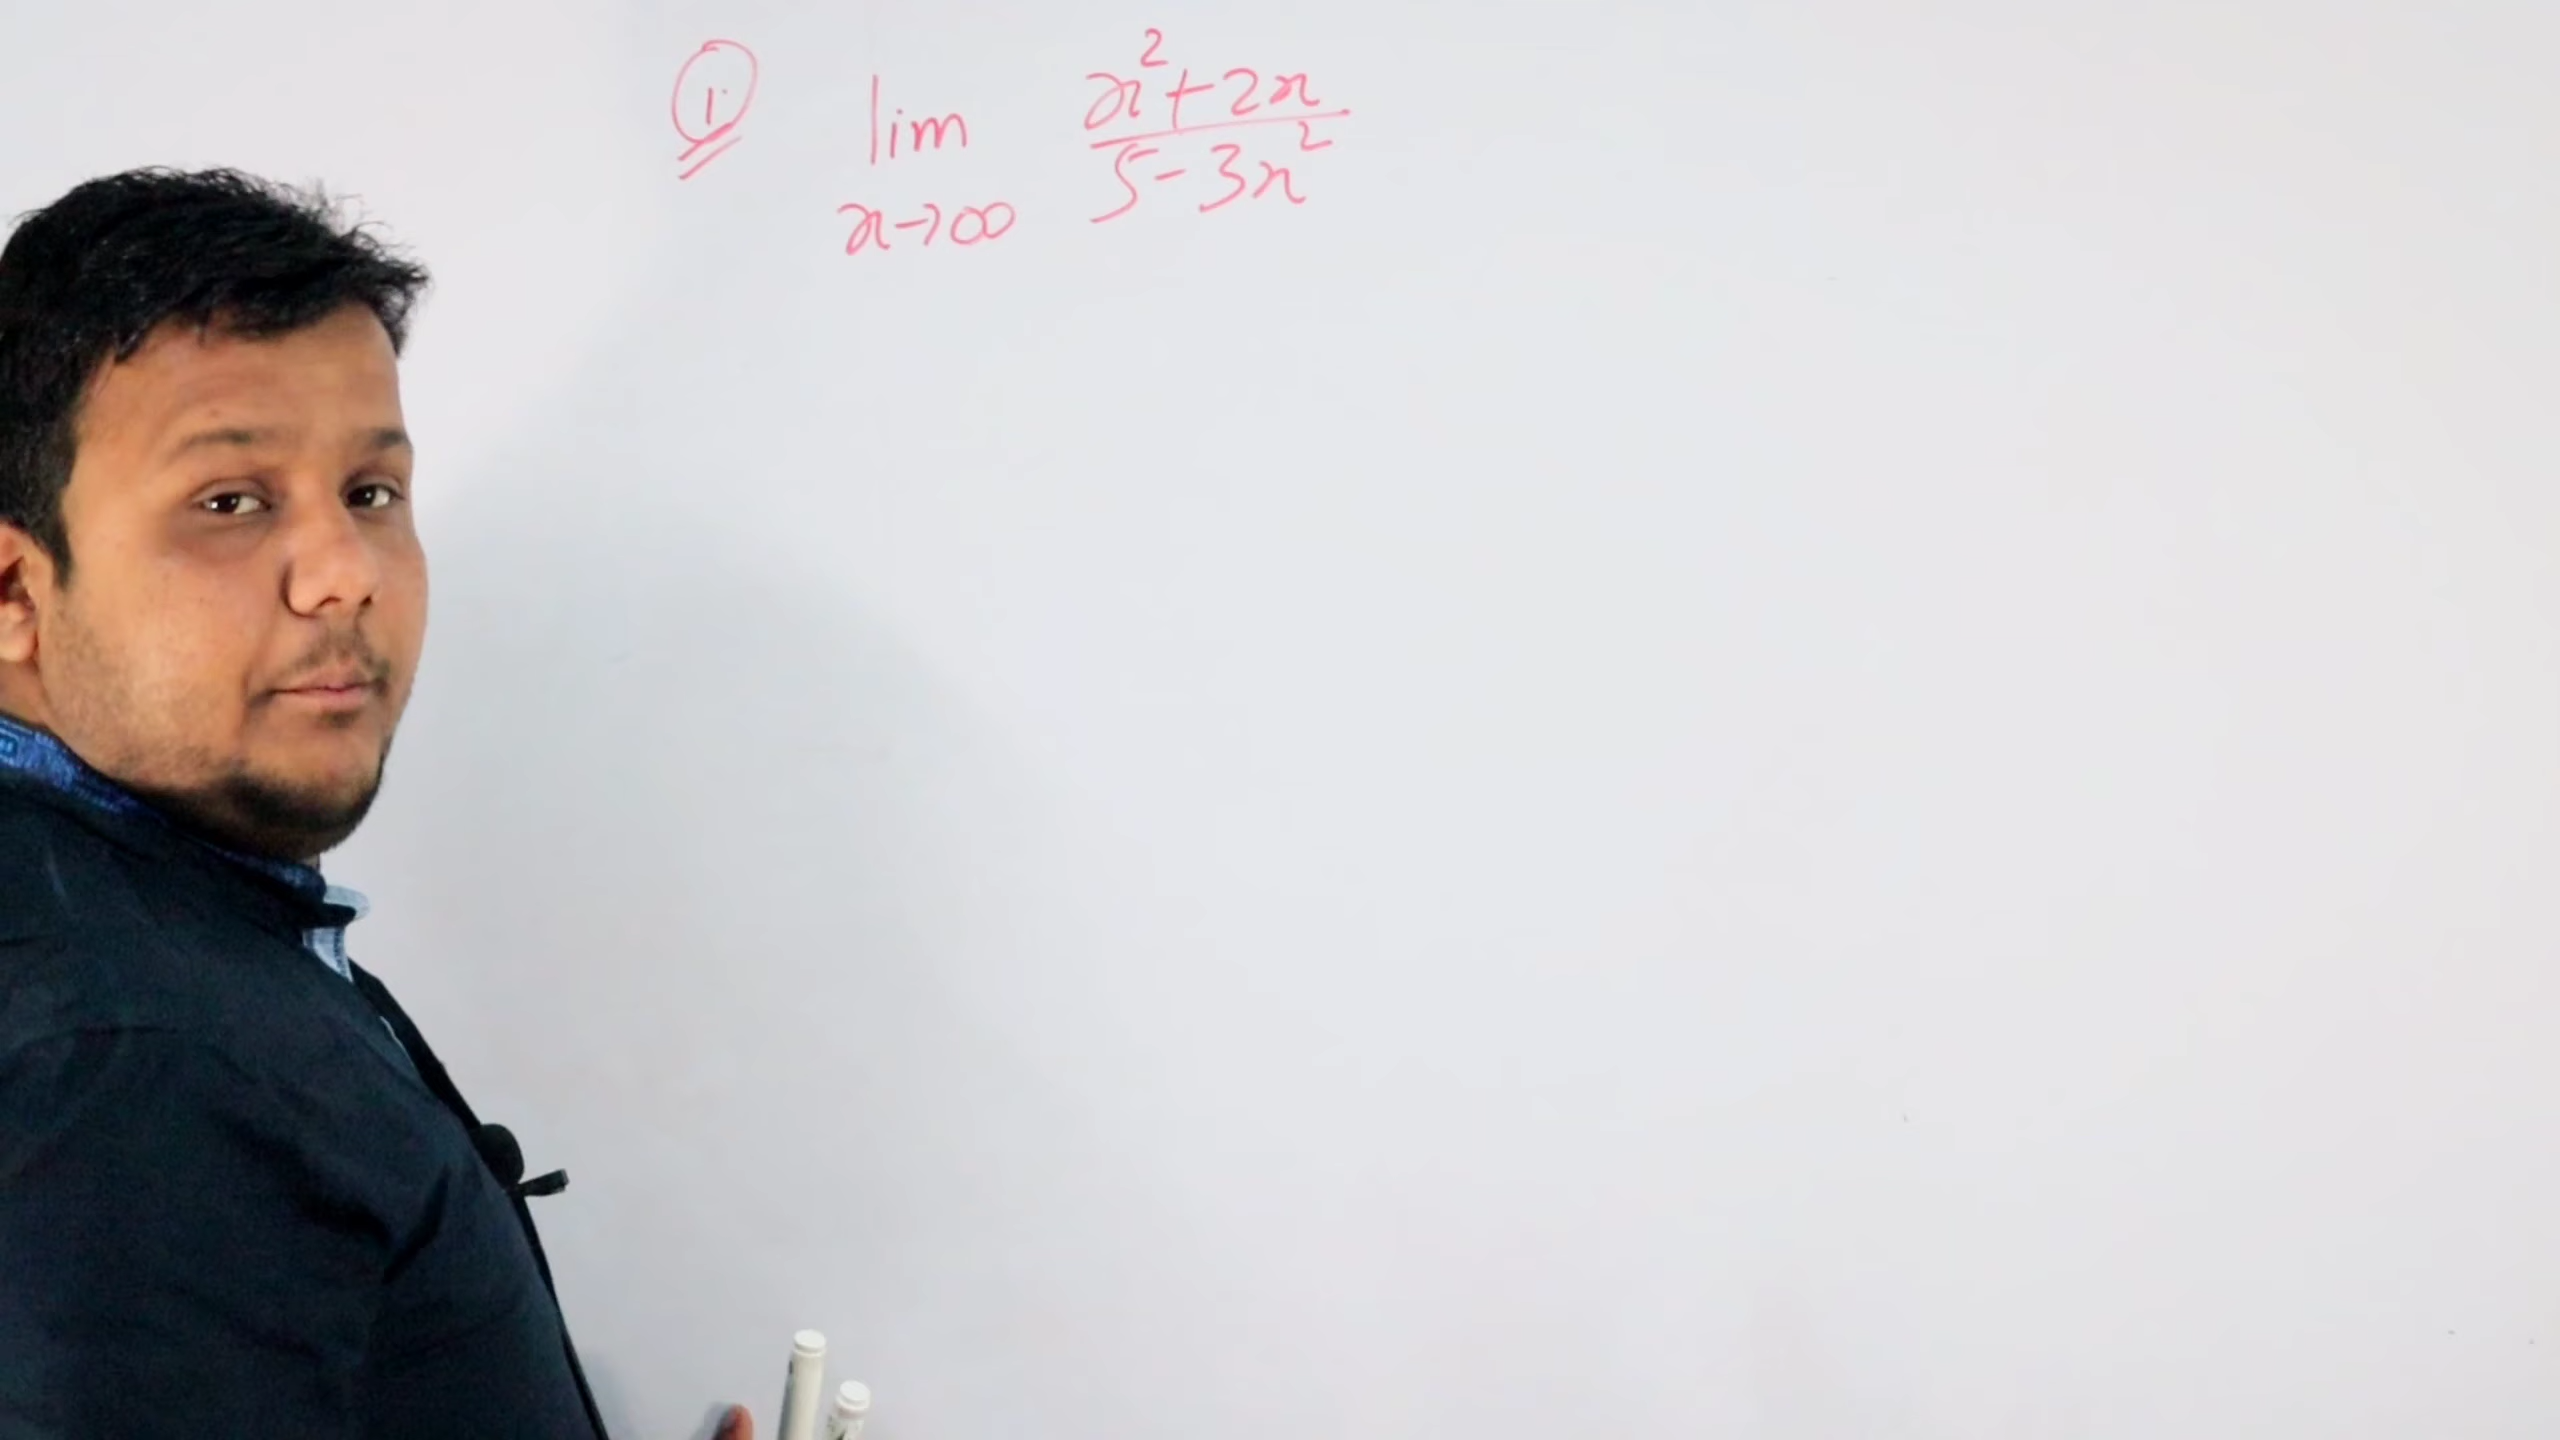 ① lim x→∞ (x² + 2x) / (5 - 3x²)